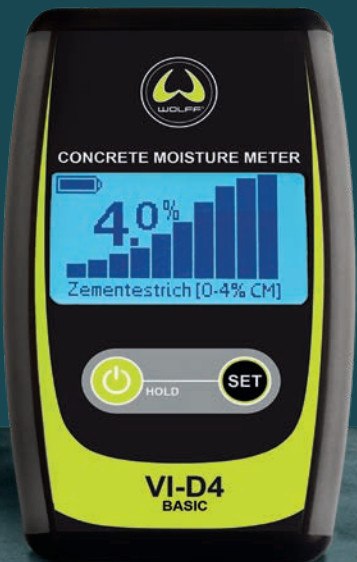 WOLFF
CONCRETE MOISTURE METER
4.0%
Zementestrich [0-4% CM]
HOLD
SET
VI-D4
BASIC